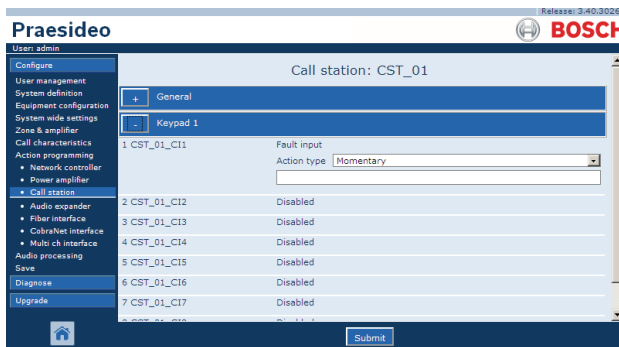 Release: 3.40.3026
Praesideo
BOSCH
User: admin
Configure
User management
System definition
Equipment configuration
System wide settings
Zone & amplifier
Call characteristics
Action programming
• Network controller
• Power amplifier
• Call station
• Audio expander
• Fiber interface
• CobraNet interface
• Multi ch interface
Audio processing
Save
Diagnose
Upgrade
Call station: CST_01
+ General
- Keypad 1
1 CST_01_CI1 Fault input
Action type Momentary
2 CST_01_CI2 Disabled
3 CST_01_CI3 Disabled
4 CST_01_CI4 Disabled
5 CST_01_CI5 Disabled
6 CST_01_CI6 Disabled
7 CST_01_CI7 Disabled
Submit